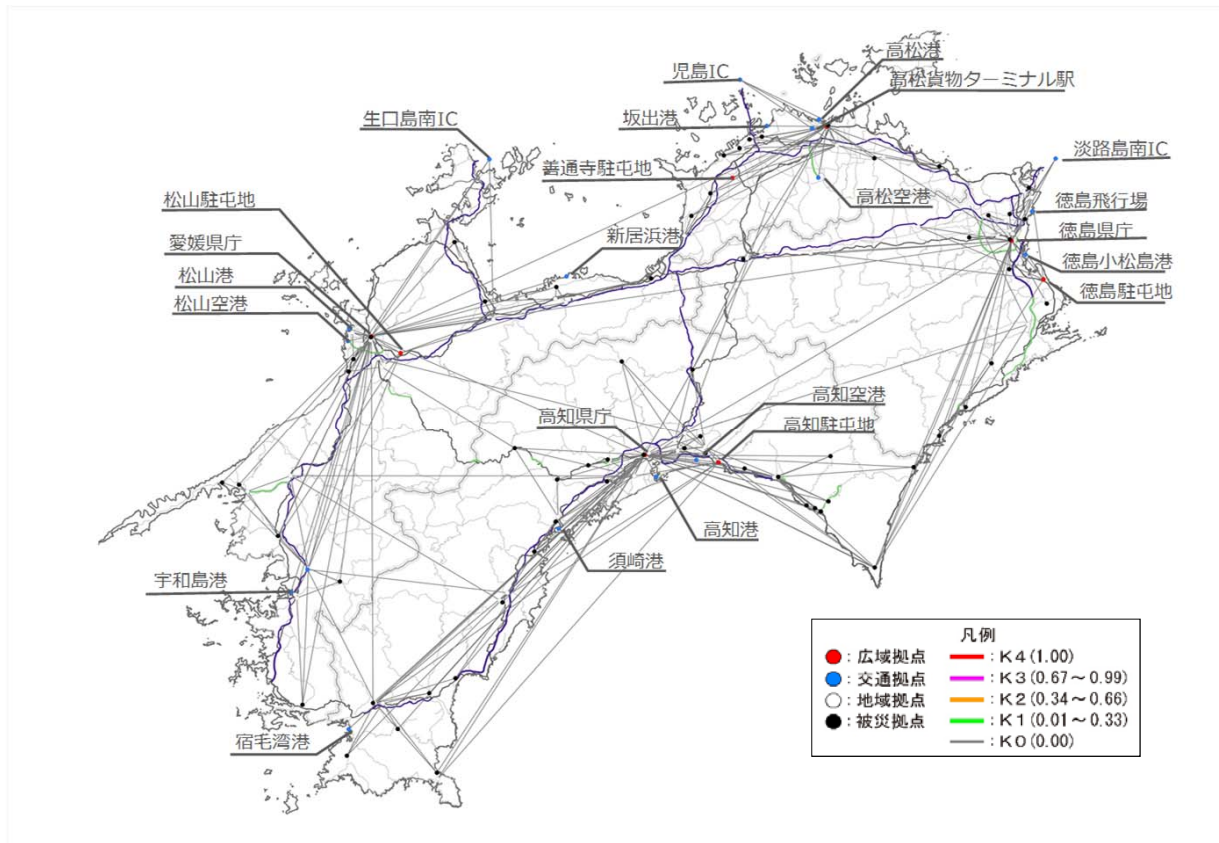 高松港
児島IC
高松貨物ターミナル駅
坂出港
生口島南IC
淡路島南IC
善通寺駐屯地
松山駐屯地
高松空港
徳島飛行場
愛媛県庁
新居浜港
徳島県庁
松山港
徳島小松島港
松山空港
徳島駐屯地
高知空港
高知県庁
高知駐屯地
高知港
須崎港
宇和島港
宿毛湾港
凡例
:広域拠点 :K4(1.00)
:交通拠点 :K3(0.67～0.99)
:地域拠点 :K2(0.34～0.66)
:被災拠点 :K1(0.01～0.33)
:K0(0.00)